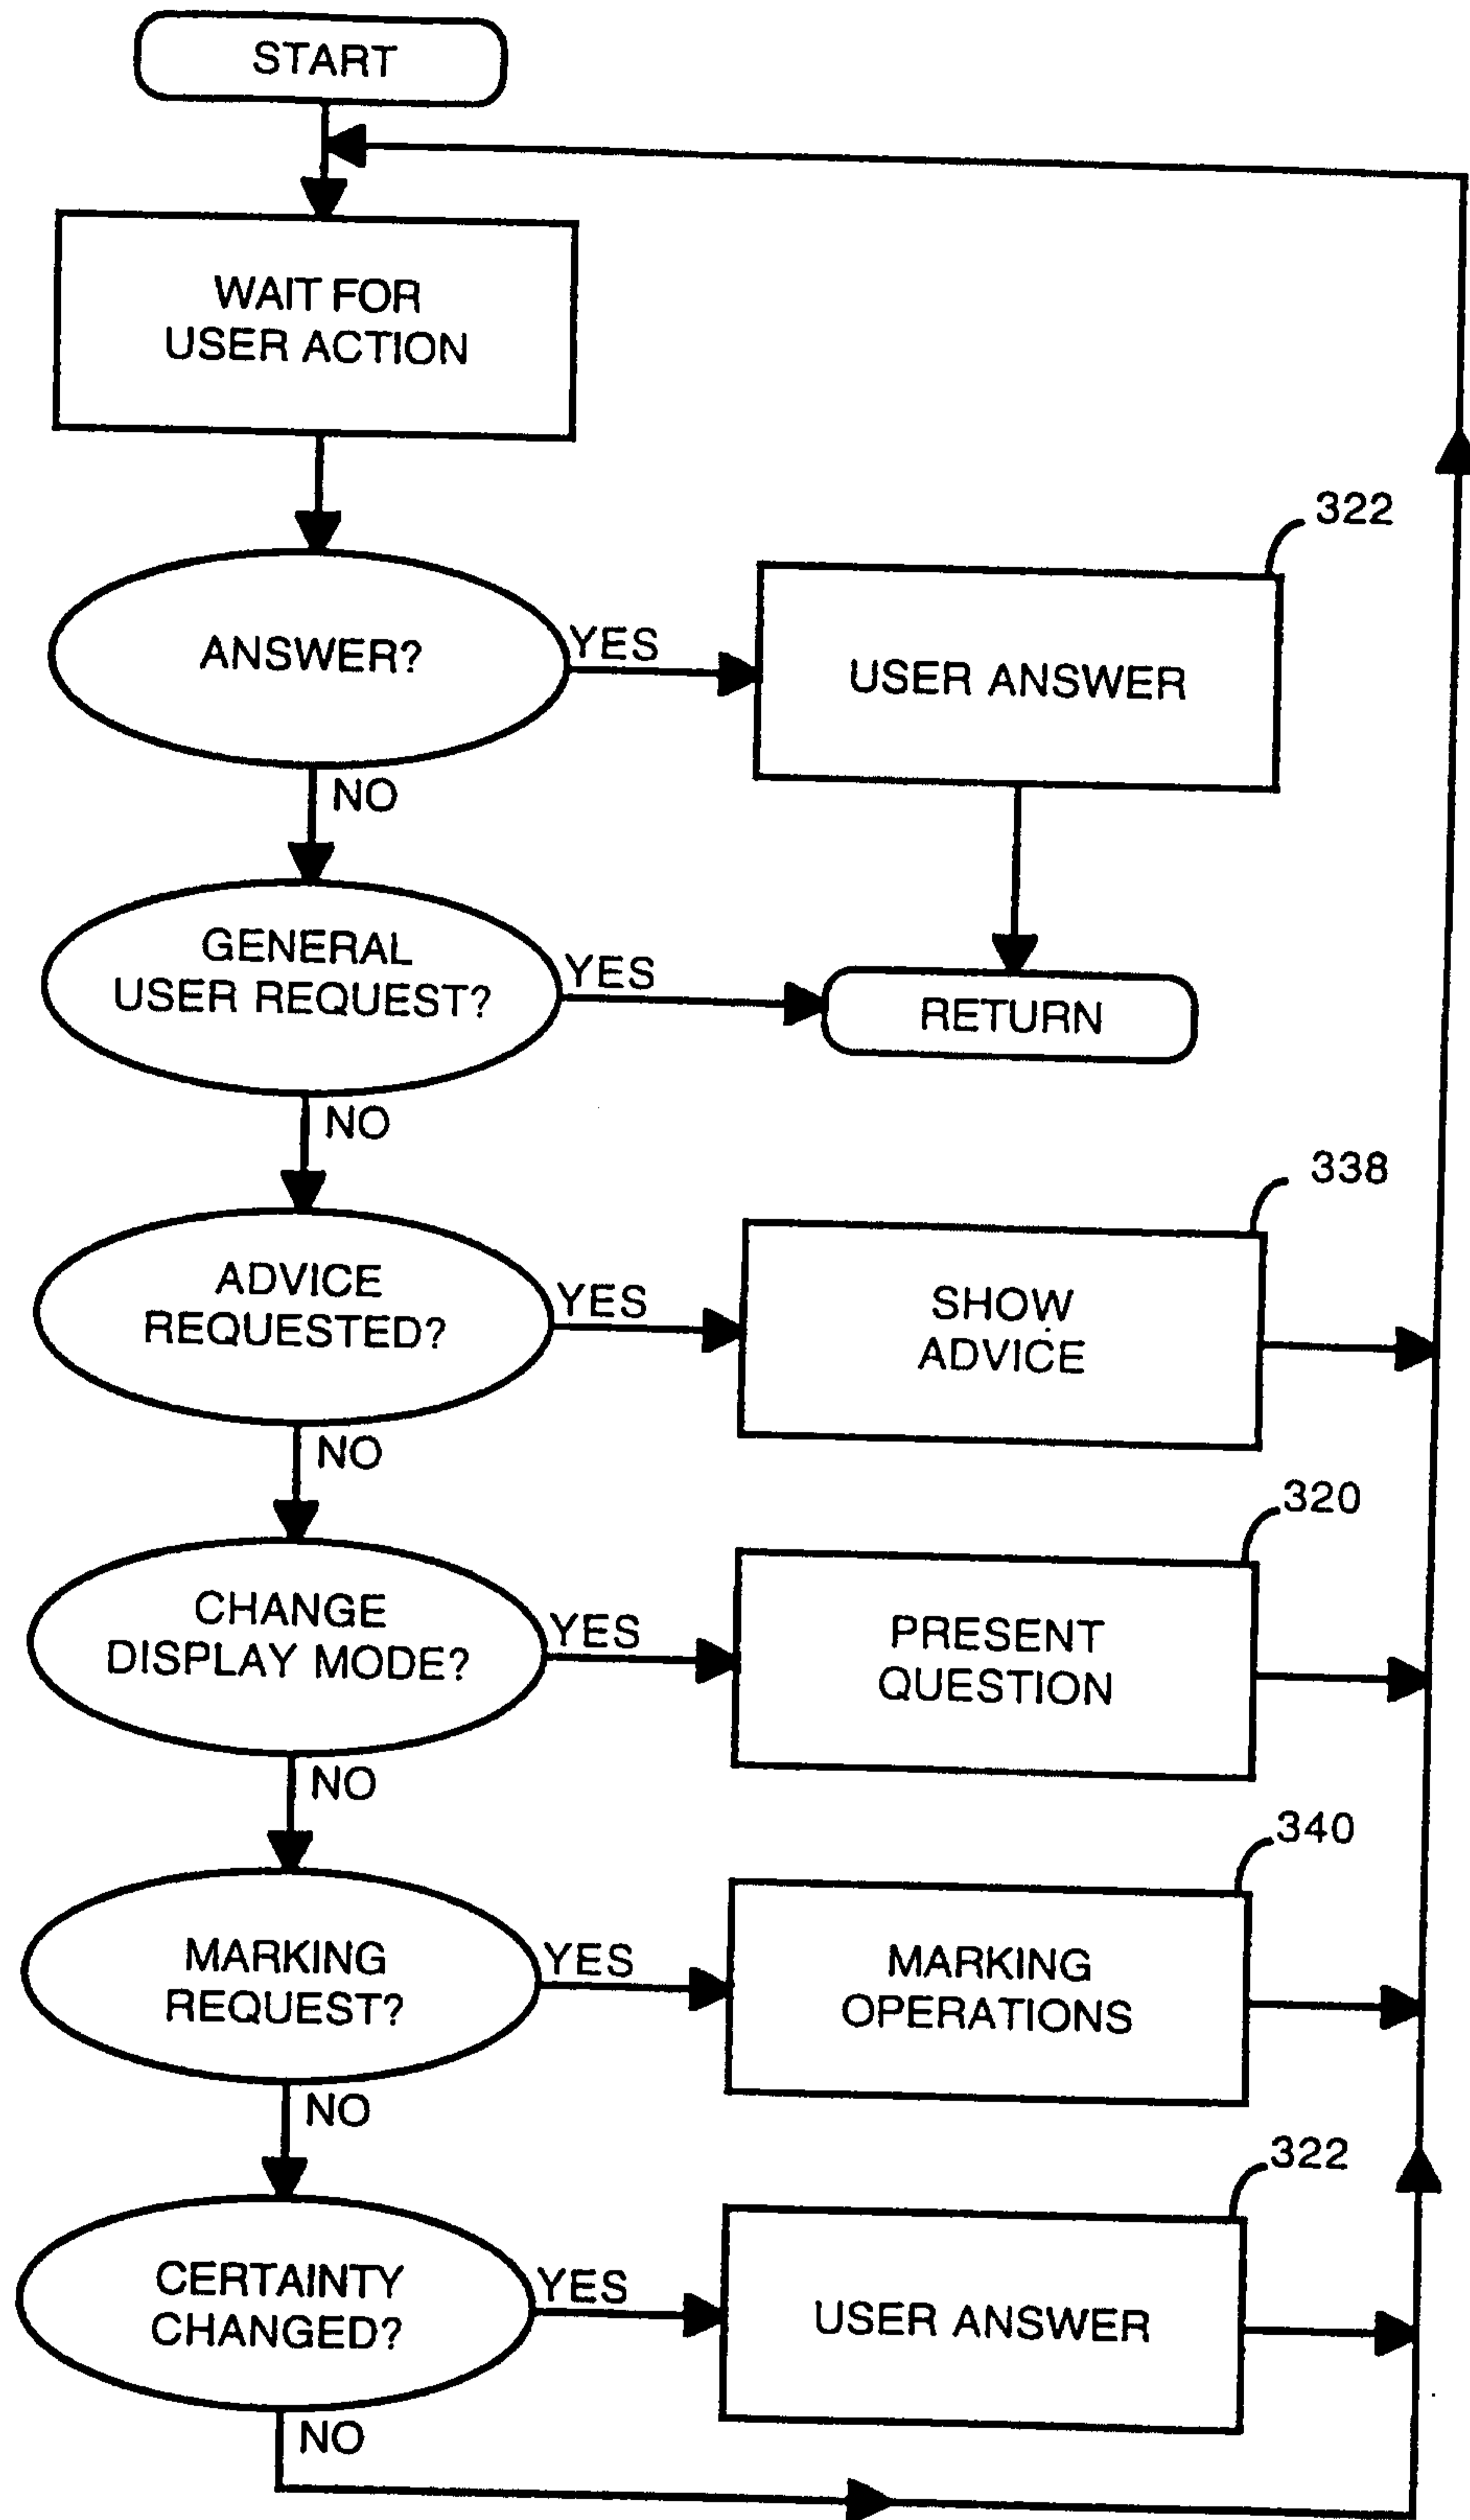 START
WAIT FOR
USER ACTION
322
ANSWER?
YES
USER ANSWER
NO
GENERAL
USER REQUEST?
YES
RETURN
NO
338
ADVICE
REQUESTED?
YES
SHOW
ADVICE
NO
320
CHANGE
DISPLAY MODE?
YES
PRESENT
QUESTION
NO
340
MARKING
REQUEST?
YES
MARKING
OPERATIONS
NO
322
CERTAINTY
CHANGED?
YES
USER ANSWER
NO